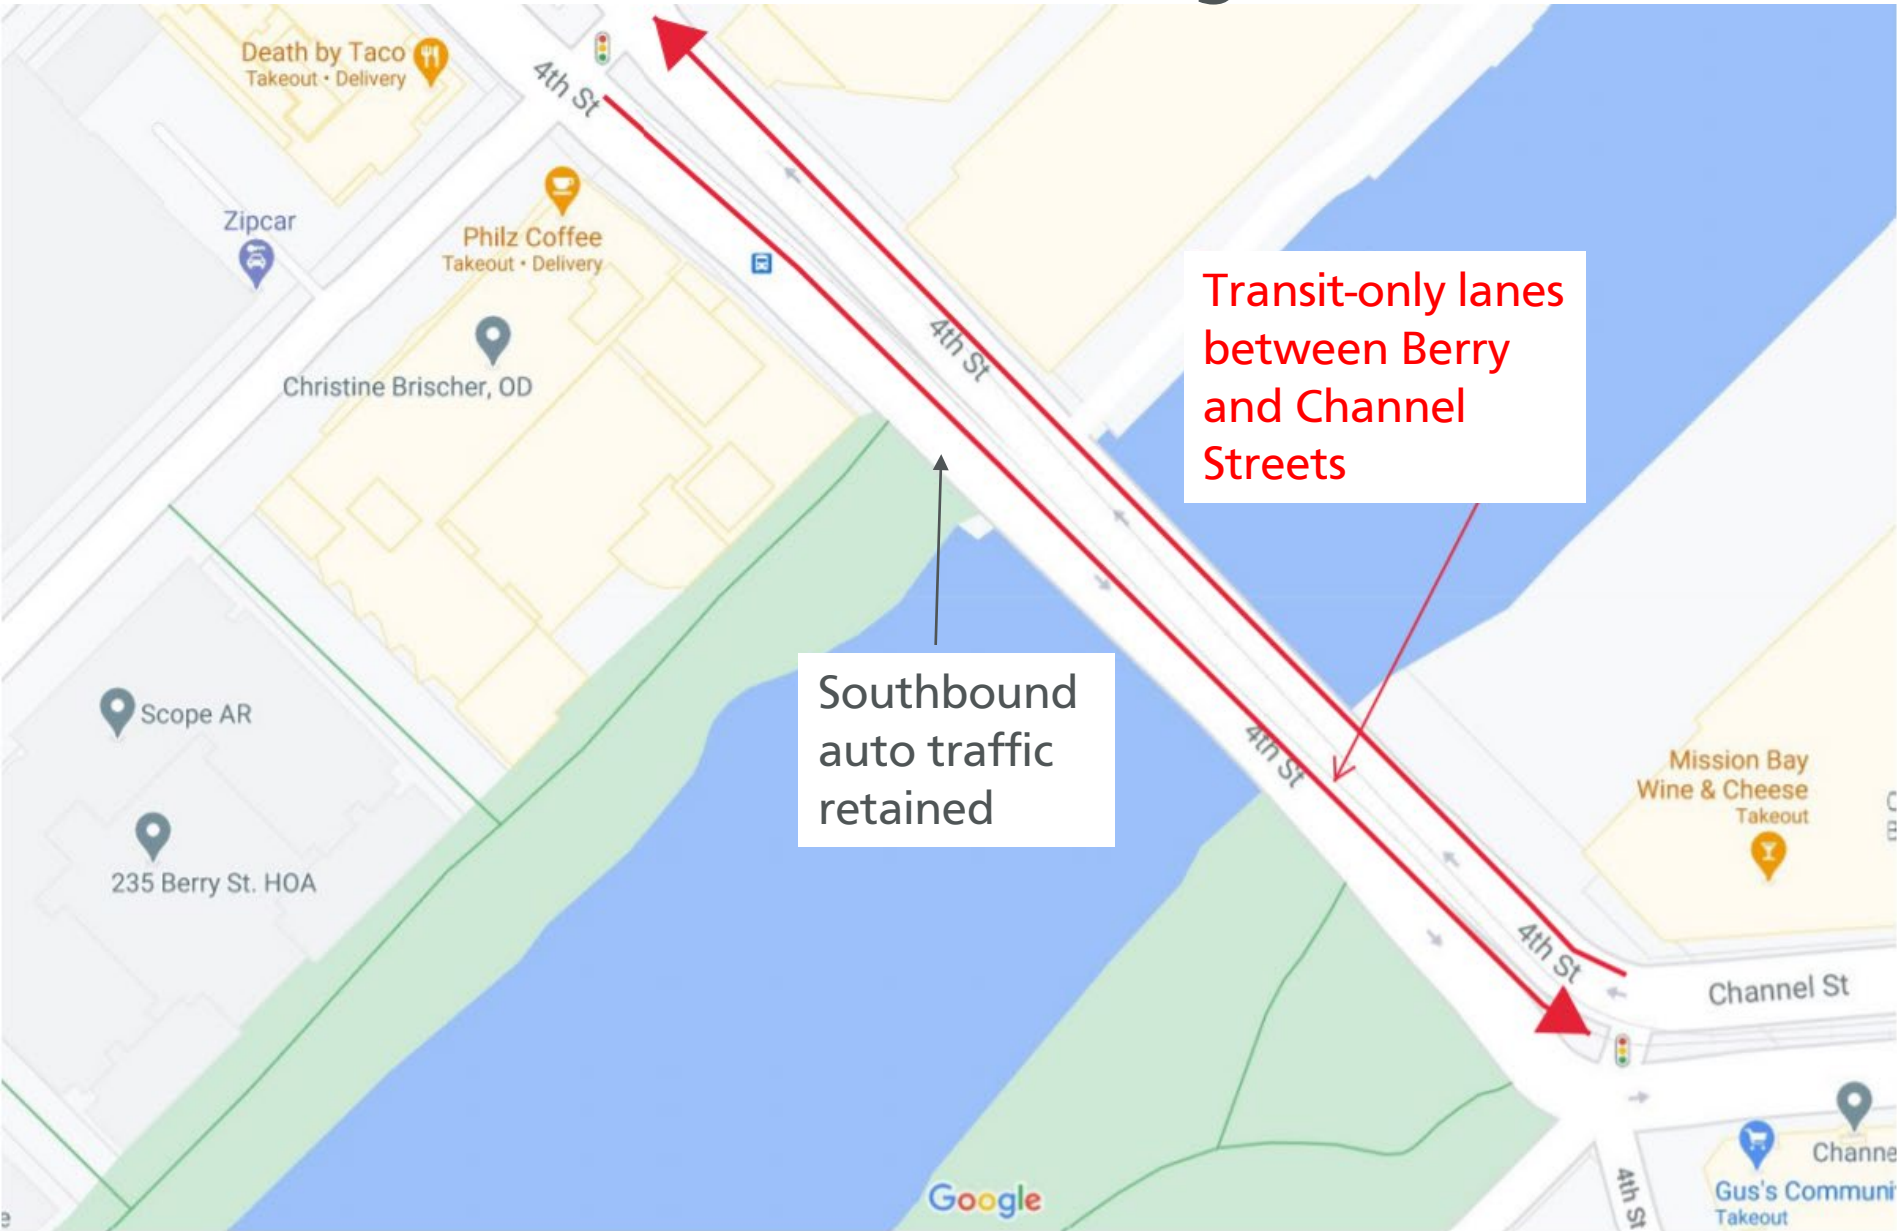 Death by Taco
Takeout • Delivery
4th St
Zipcar
Philz Coffee
Takeout • Delivery
Christine Brischer, OD
4th St
Transit-only lanes
between Berry
and Channel
Streets
Scope AR
Southbound
auto traffic
retained
4th St
Mission Bay
Wine & Cheese
Takeout
235 Berry St. HOA
4th St
Channel St
Channe
4th St
Gus's Communi
Takeout
Google